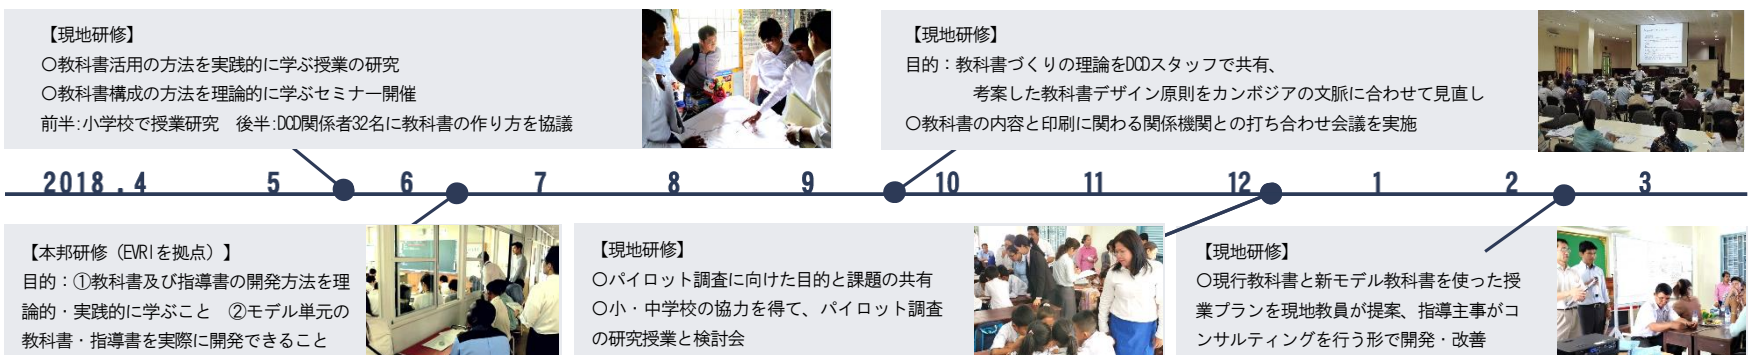 【現地研修】
〇教科書活用の方法を実践的に学ぶ授業の研究
〇教科書構成の方法を理論的に学ぶセミナー開催
前半:小学校で授業研究　後半:DCD関係者32名に教科書の作り方を協議
【現地研修】
目的：教科書づくりの理論をDCDスタッフで共有、
考案した教科書デザイン原則をカンボジアの文脈に合わせて見直し
〇教科書の内容と印刷に関わる関係機関との打ち合わせ会議を実施
2018.4 5 6 7 8 9 10 11 12 1 2 3
【本邦研修（EVRIを拠点）】
目的：①教科書及び指導書の開発方法を理
論的・実践的に学ぶこと　②モデル単元の
教科書・指導書を実際に開発できること
【現地研修】
〇パイロット調査に向けた目的と課題の共有
〇小・中学校の協力を得て、パイロット調査
の研究授業と検討会
【現地研修】
〇現行教科書と新モデル教科書を使った授
業プランを現地教員が提案、指導主事がコ
ンサルティングを行う形で開発・改善